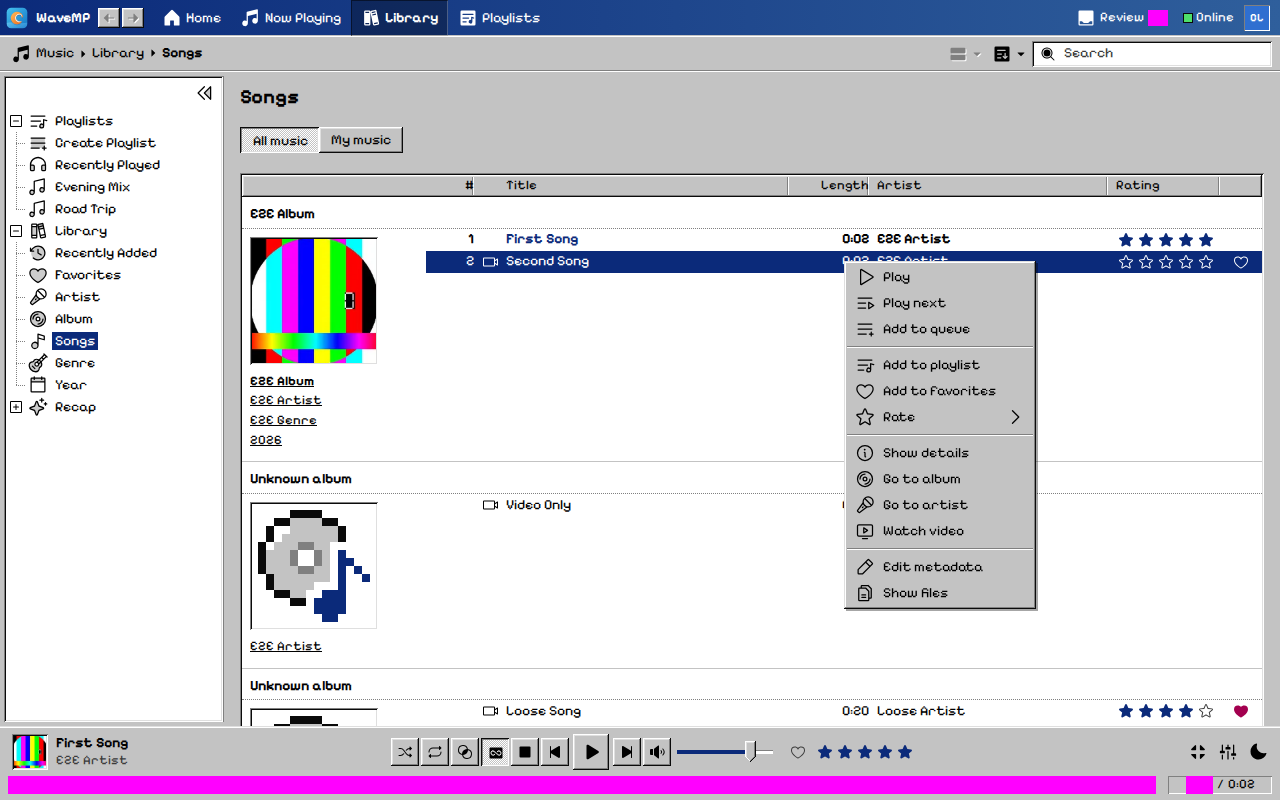 WaveMP Home Now Playing Library Playlists Review Online OL
Music Library Songs Search
Songs
All music My music
Playlists
Create Playlist
Recently Played
Evening Mix
Road Trip
Library
Recently Added
Favorites
Artist
Album
Songs
Genre
Year
Recap
# Title Length Artist Rating
E2E Album
1 First Song 0:02 E2E Artist
2 Second Song 0:02 E2E Artist
E2E Album
E2E Artist
E2E Genre
2026
Play
Play next
Add to queue
Add to playlist
Add to favorites
Rate
Show details
Go to album
Go to artist
Watch video
Edit metadata
Show files
Unknown album
Video Only
E2E Artist
Unknown album
Loose Song 0:20 Loose Artist
First Song
E2E Artist
/ 0:02